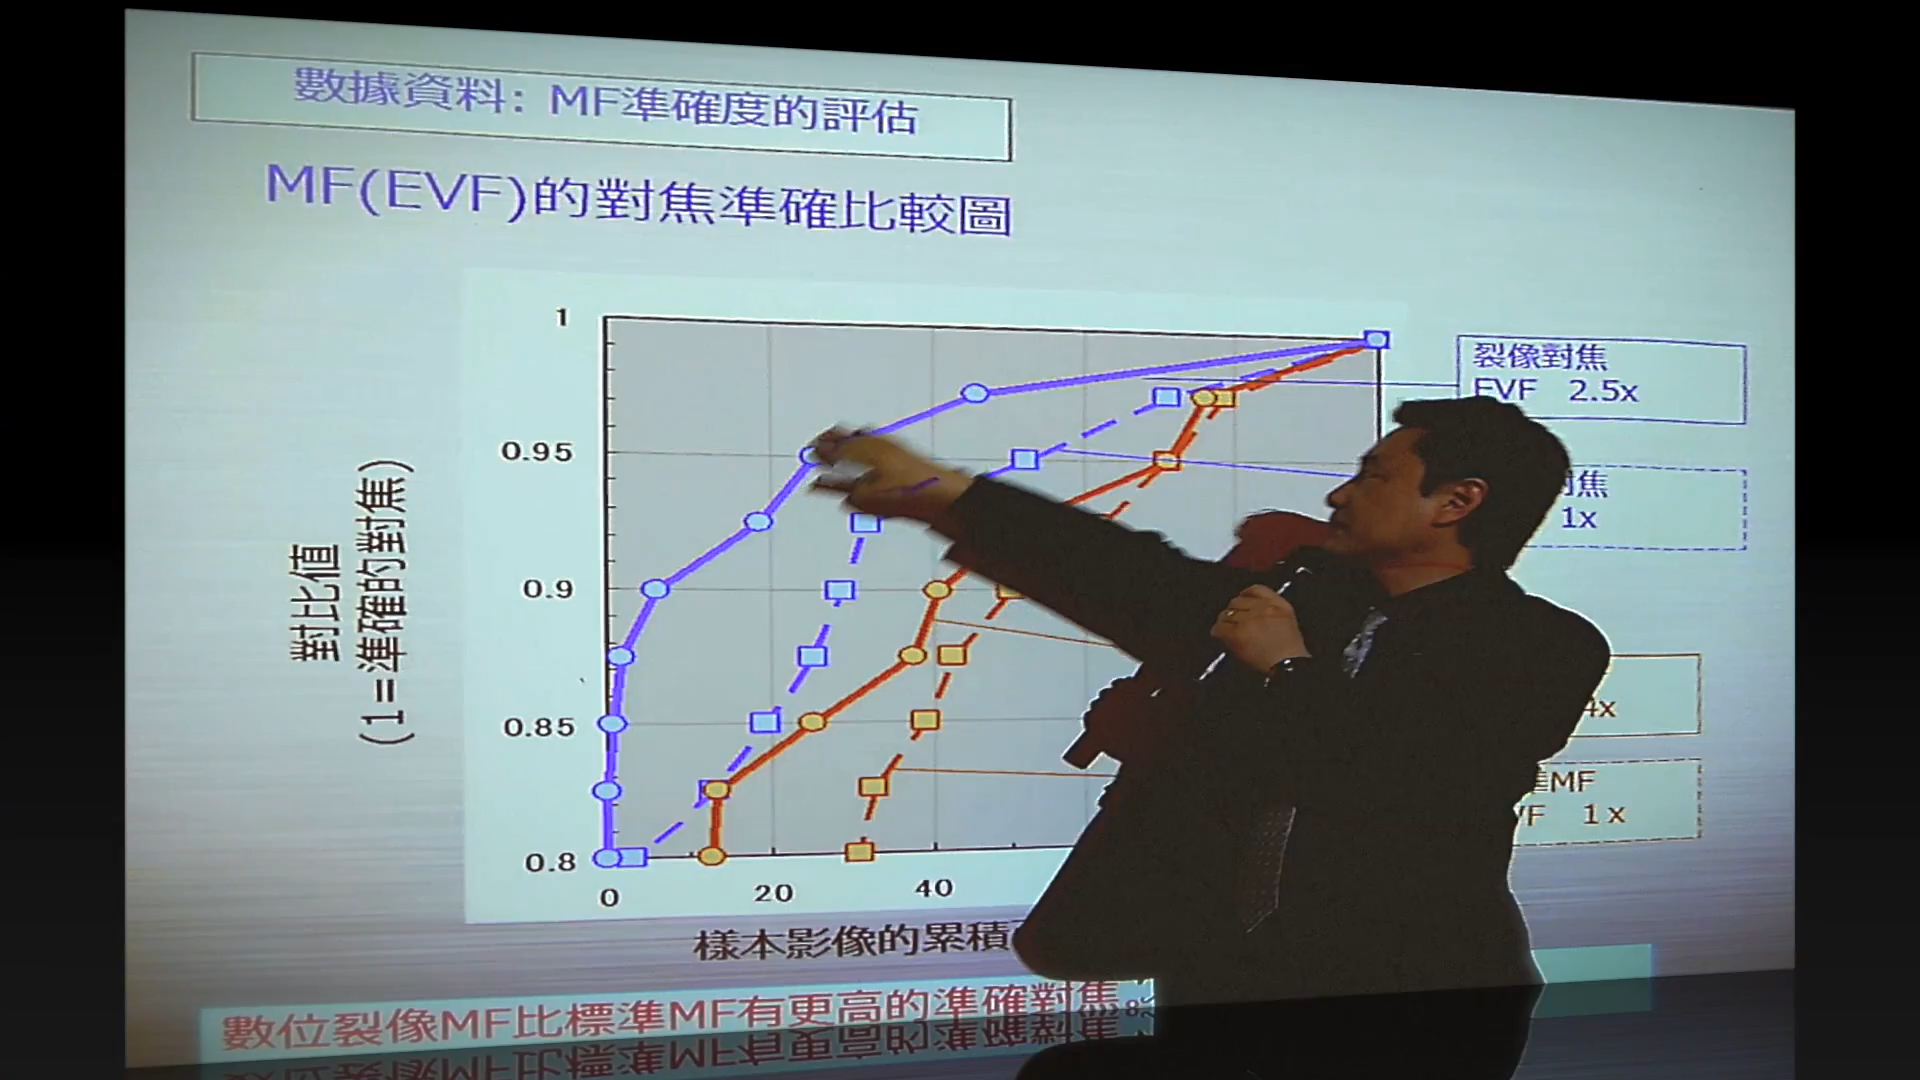 數據資料: MF準確度的評估
MF(EVF)的對焦準確比較圖
1
0.95
0.9
0.85
0.8
對比值
(1=準確的對焦)
0
20
40
樣本影像的累積
裂像對焦
EVF 2.5x
焦
1x
4x
MF
F 1x
數位裂像MF比標準MF有更高的準確對焦。